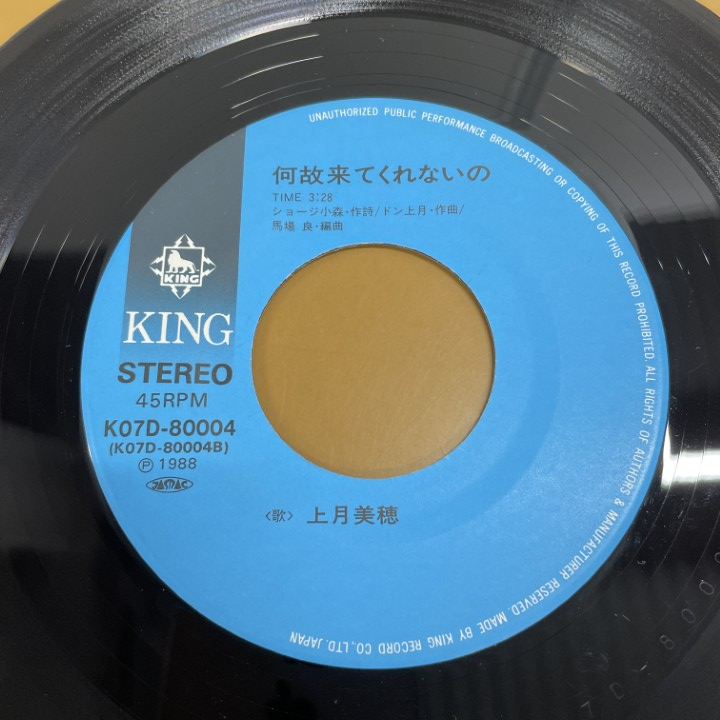 UNAUTHORIZED PUBLIC PERFORMANCE BROADCASTING OR COPYING OF THIS RECORD PROHIBITED. ALL RIGHTS OF AUTHORS & MANUFACTURER RESERVED. MADE BY KING RECORD CO.,LTD. JAPAN
何故来てくれないの
TIME 3:28
ショージ小森・作詩/ドン上月・作曲/
馬場 良・編曲
KING
KING
STEREO
45RPM
K07D-80004
(K07D-80004B)
Ⓟ 1988
〈歌〉 上月美穂